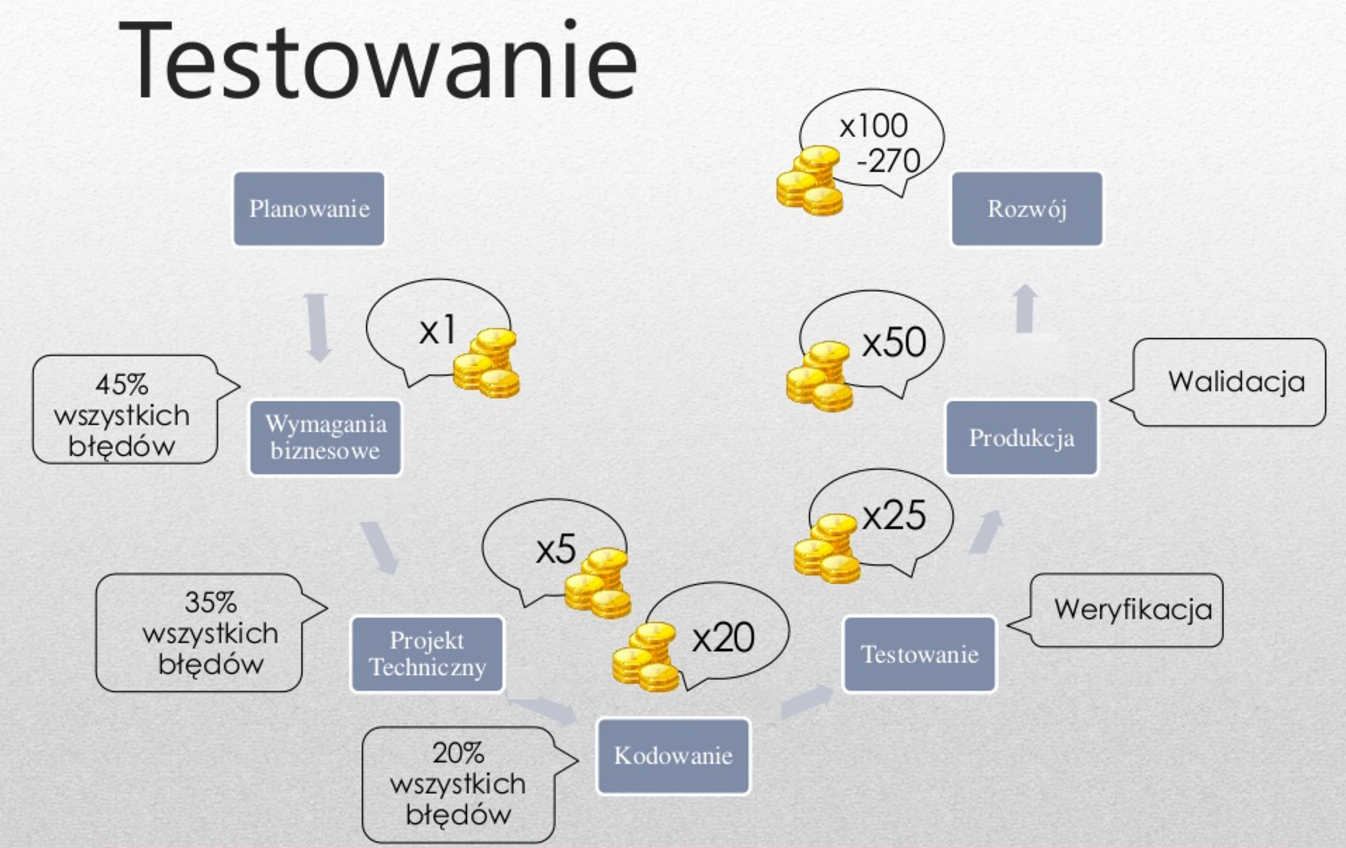 Testowanie
x100
-270
Planowanie
Rozwój
x1
x50
45%
wszystkich
błędów
Wymagania
biznesowe
Produkcja
Walidacja
x5
x25
35%
wszystkich
błędów
Projekt
Techniczny
x20
Testowanie
Weryfikacja
20%
wszystkich
błędów
Kodowanie